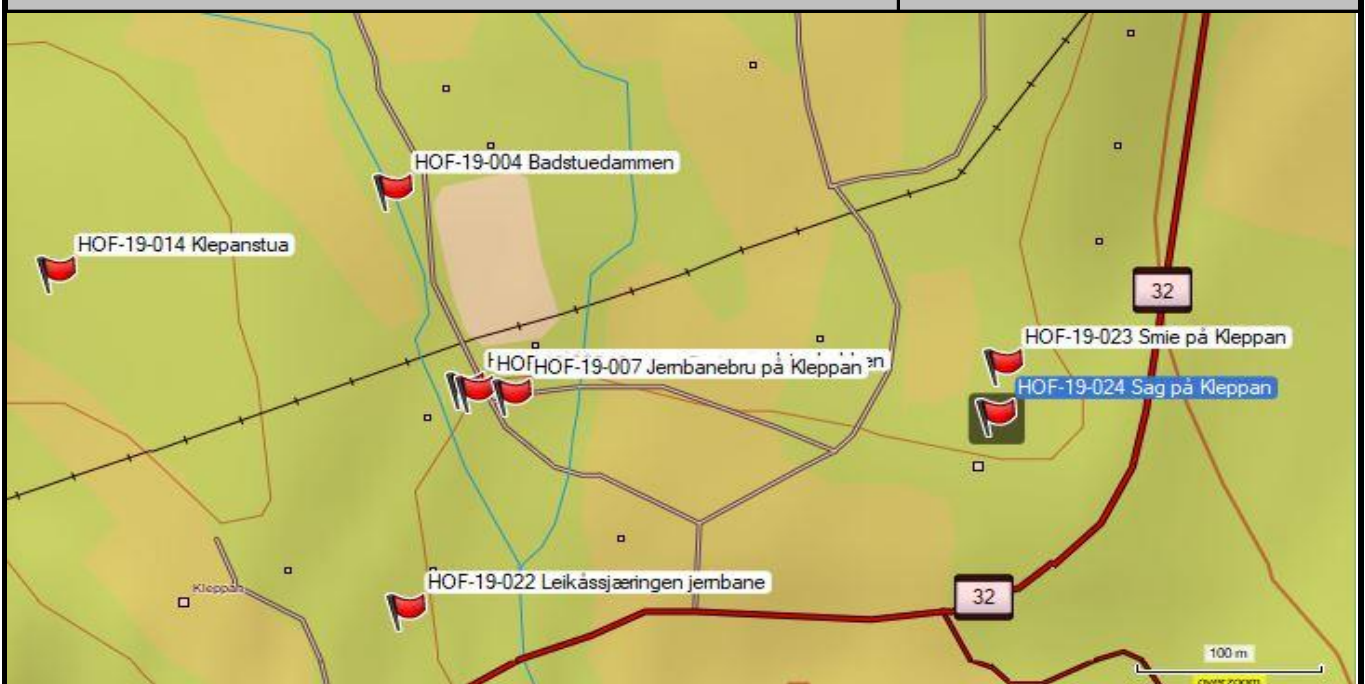 HOF-19-004 Badstuedammen
HOF-19-014 Klepanstua
32
HOF-19-023 Smie på Kleppan
HOF-19-007 Jernbanebru på Kleppan
HOF-19-024 Sag på Kleppan
HOF-19-022 Leikåssjæringen jernbane
Kleppan
32
100 m
overzoom